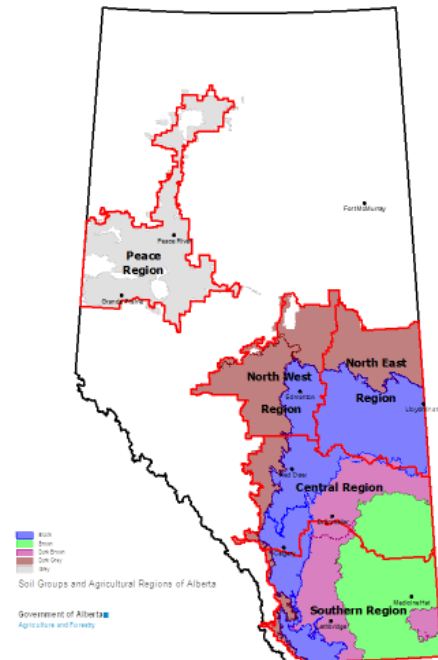 Fort McMurray
Peace River
Peace
Region
Grande Prairie
North East
North West
Edmonton
Region
Region
Red Deer
Central Region
Medicine Hat
Southern Region
Lethbridge
Black
Brown
Dark Brown
Dark Grey
Grey
Soil Groups and Agricultural Regions of Alberta
Government of Alberta
Agriculture and Forestry